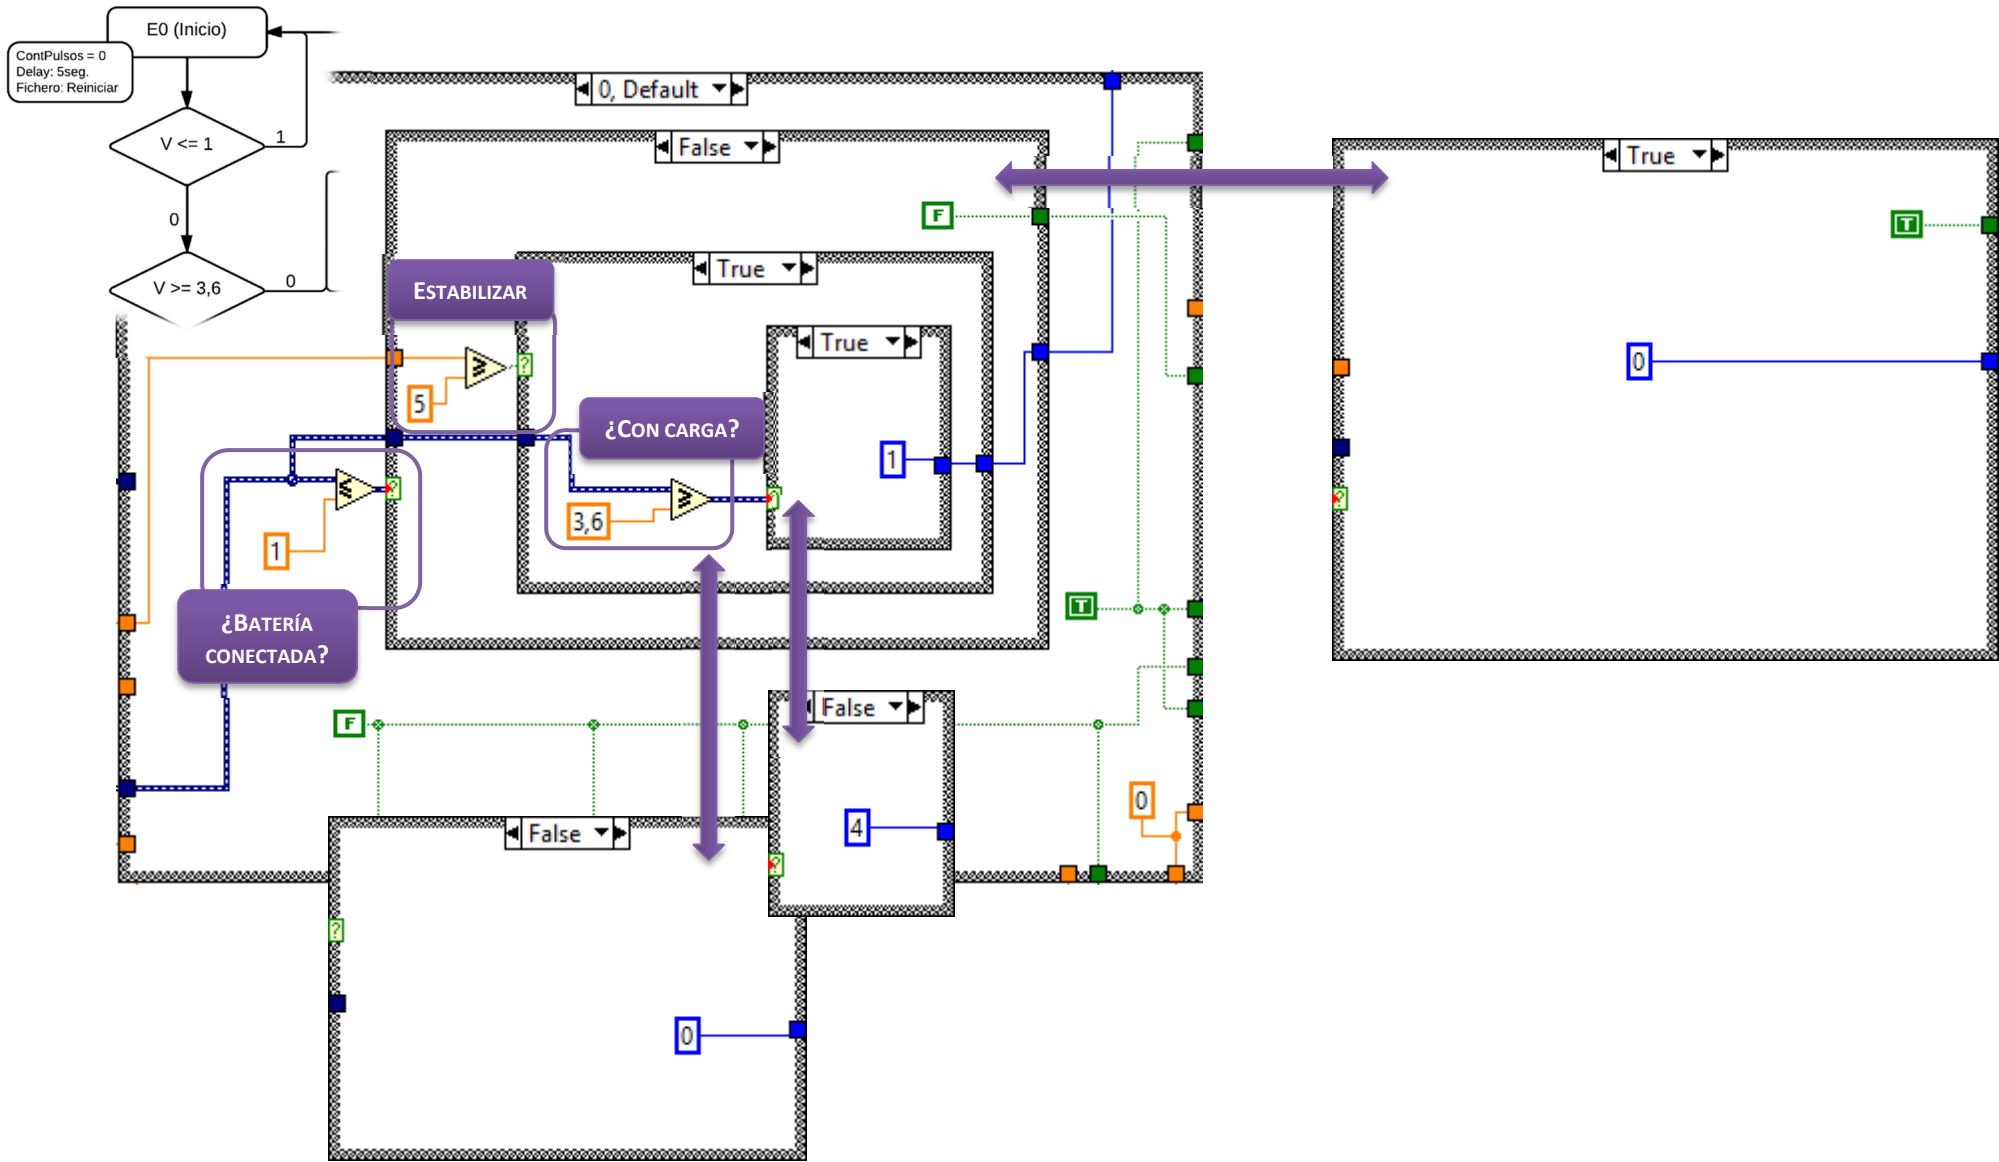 E0 (Inicio)
ContPulsos = 0
Delay: 5seg.
Fichero: Reiniciar
V <= 1
1
0
V >= 3,6
0
0, Default
False
True
F
T
True
ESTABILIZAR
True
5
¿CON CARGA?
1
0
3,6
1
¿BATERÍA
CONECTADA?
T
F
False
0
4
False
0